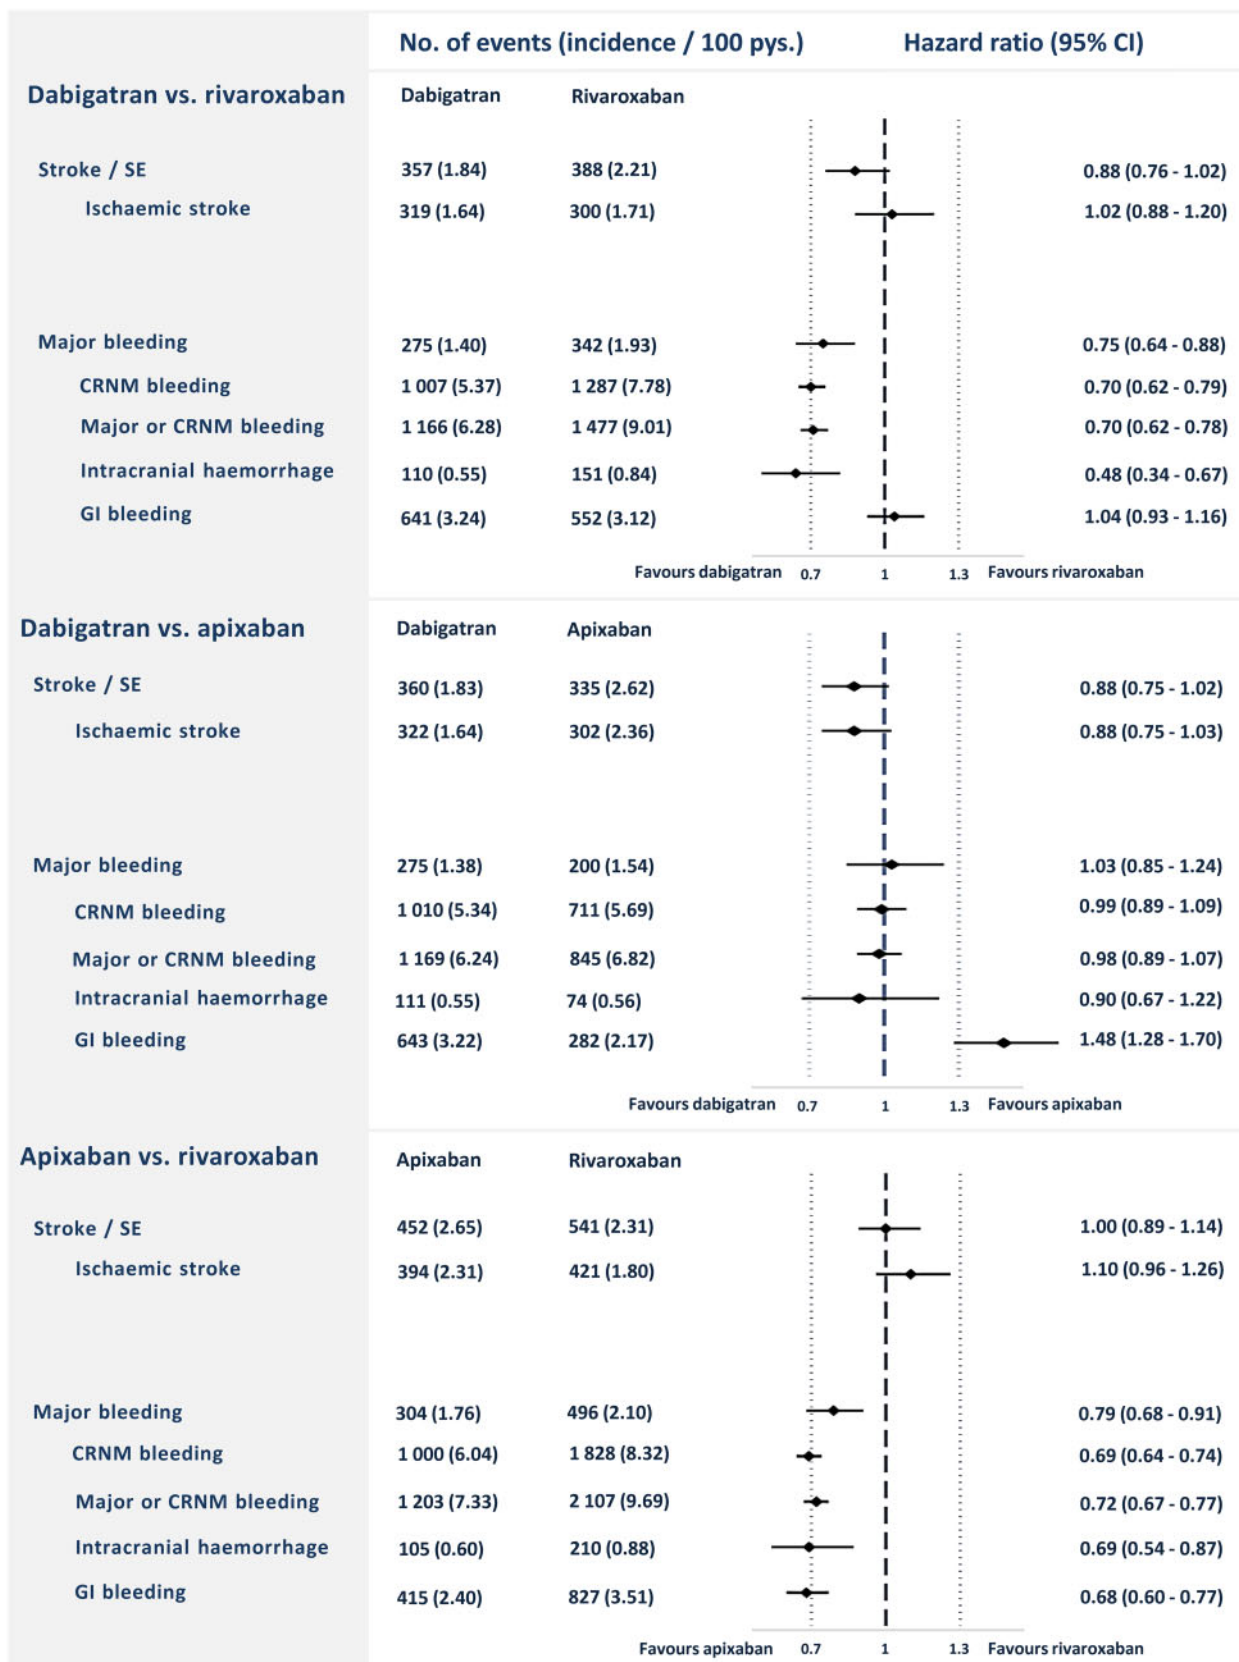 No. of events (incidence / 100 pys.) Hazard ratio (95% CI)
Dabigatran vs. rivaroxaban Dabigatran Rivaroxaban
Stroke / SE 357 (1.84) 388 (2.21) 0.88 (0.76 - 1.02)
Ischaemic stroke 319 (1.64) 300 (1.71) 1.02 (0.88 - 1.20)
Major bleeding 275 (1.40) 342 (1.93) 0.75 (0.64 - 0.88)
CRNM bleeding 1 007 (5.37) 1 287 (7.78) 0.70 (0.62 - 0.79)
Major or CRNM bleeding 1 166 (6.28) 1 477 (9.01) 0.70 (0.62 - 0.78)
Intracranial haemorrhage 110 (0.55) 151 (0.84) 0.48 (0.34 - 0.67)
GI bleeding 641 (3.24) 552 (3.12) 1.04 (0.93 - 1.16)
Favours dabigatran 0.7 1 1.3 Favours rivaroxaban
Dabigatran vs. apixaban Dabigatran Apixaban
Stroke / SE 360 (1.83) 335 (2.62) 0.88 (0.75 - 1.02)
Ischaemic stroke 322 (1.64) 302 (2.36) 0.88 (0.75 - 1.03)
Major bleeding 275 (1.38) 200 (1.54) 1.03 (0.85 - 1.24)
CRNM bleeding 1 010 (5.34) 711 (5.69) 0.99 (0.89 - 1.09)
Major or CRNM bleeding 1 169 (6.24) 845 (6.82) 0.98 (0.89 - 1.07)
Intracranial haemorrhage 111 (0.55) 74 (0.56) 0.90 (0.67 - 1.22)
GI bleeding 643 (3.22) 282 (2.17) 1.48 (1.28 - 1.70)
Favours dabigatran 0.7 1 1.3 Favours apixaban
Apixaban vs. rivaroxaban Apixaban Rivaroxaban
Stroke / SE 452 (2.65) 541 (2.31) 1.00 (0.89 - 1.14)
Ischaemic stroke 394 (2.31) 421 (1.80) 1.10 (0.96 - 1.26)
Major bleeding 304 (1.76) 496 (2.10) 0.79 (0.68 - 0.91)
CRNM bleeding 1 000 (6.04) 1 828 (8.32) 0.69 (0.64 - 0.74)
Major or CRNM bleeding 1 203 (7.33) 2 107 (9.69) 0.72 (0.67 - 0.77)
Intracranial haemorrhage 105 (0.60) 210 (0.88) 0.69 (0.54 - 0.87)
GI bleeding 415 (2.40) 827 (3.51) 0.68 (0.60 - 0.77)
Favours apixaban 0.7 1 1.3 Favours rivaroxaban